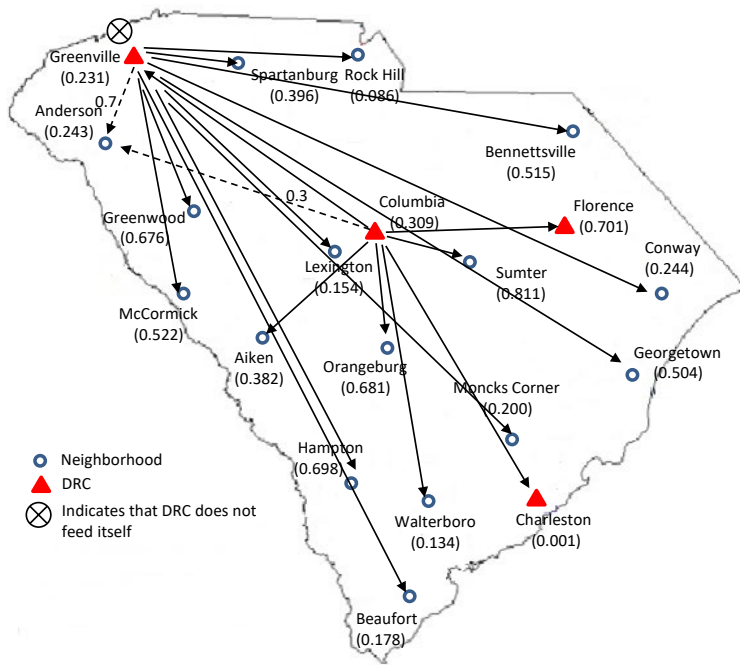 Greenville
(0.231)
Spartanburg
(0.396)
Rock Hill
(0.086)
0.7
Anderson
(0.243)
Bennettsville
(0.515)
0.3
Columbia
(0.309)
Florence
(0.701)
Greenwood
(0.676)
Lexington
(0.154)
Sumter
(0.811)
Conway
(0.244)
McCormick
(0.522)
Aiken
(0.382)
Orangeburg
(0.681)
Georgetown
(0.504)
Moncks Corner
(0.200)
Hampton
(0.698)
Walterboro
(0.134)
Charleston
(0.001)
Beaufort
(0.178)
Neighborhood
DRC
Indicates that DRC does not
feed itself